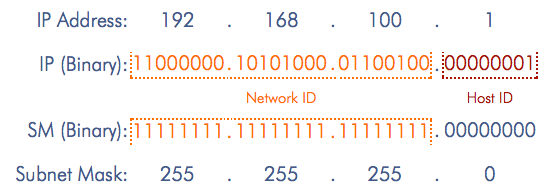 IP Address: 192 . 168 . 100 . 1
IP (Binary): 11000000 . 10101000 . 01100100 . 00000001
Network ID Host ID
SM (Binary): 11111111 . 11111111 . 11111111 . 00000000
Subnet Mask: 255 . 255 . 255 . 0